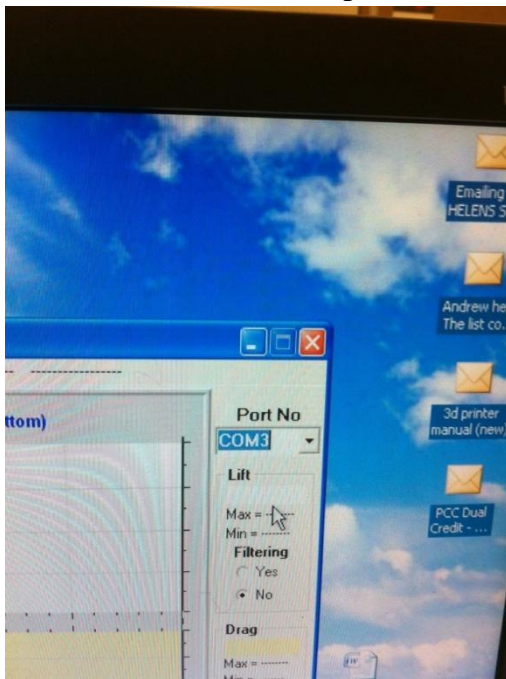 Emailing
HELENS S
Andrew he
The list co..
3d printer
manual (new)
PCC Dual
Credit - ...
ttom)
Port No
COM3
Lift
Max = -------
Min = -------
Filtering
Yes
No
Drag
Max = -------